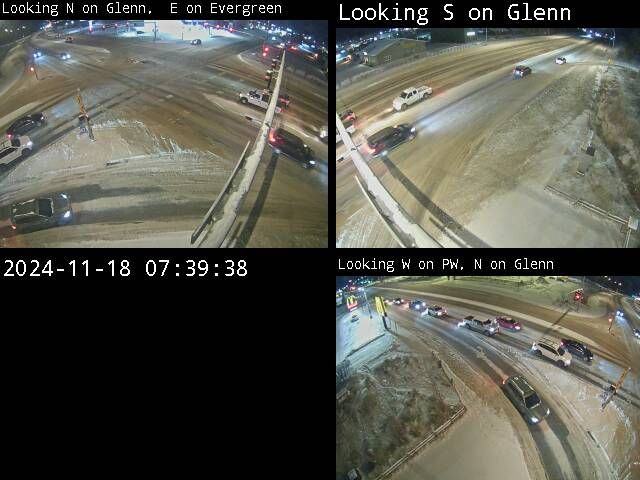 Looking N on Glenn,  E on Evergreen
Looking S on Glenn
2024-11-18 07:39:38
Looking W on PW, N on Glenn